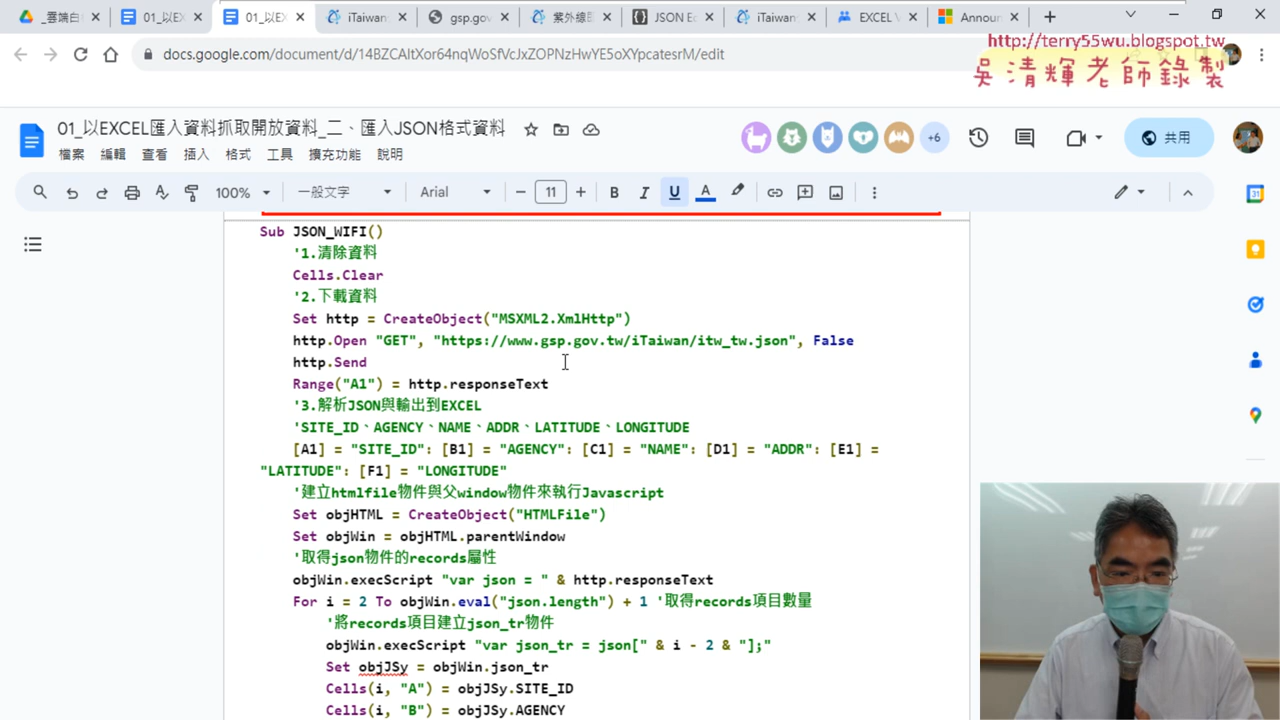 _雲端白
01_以EX
01_以EX
iTaiwan
gsp.gov
紫外線即
JSON Ec
iTaiwan
EXCEL V
Announ
docs.google.com/document/d/14BZCAItXor64nqWoSfVcJxZOPNzHwYE5oXYpcatesrM/edit
http://terry55wu.blogspot.tw
吳清輝老師錄製
01_以EXCEL匯入資料抓取開放資料_二、匯入JSON格式資料
檔案 編輯 查看 插入 格式 工具 擴充功能 說明
+6
共用
100% 一般文字 Arial 11 B I U A
31
Sub JSON_WIFI()
'1.清除資料
Cells.Clear
'2.下載資料
Set http = CreateObject("MSXML2.XmlHttp")
http.Open "GET", "https://www.gsp.gov.tw/iTaiwan/itw_tw.json", False
http.Send
Range("A1") = http.responseText
'3.解析JSON與輸出到EXCEL
'SITE_ID、AGENCY、NAME、ADDR、LATITUDE、LONGITUDE
[A1] = "SITE_ID": [B1] = "AGENCY": [C1] = "NAME": [D1] = "ADDR": [E1] =
"LATITUDE": [F1] = "LONGITUDE"
'建立htmlfile物件與父window物件來執行Javascript
Set objHTML = CreateObject("HTMLFile")
Set objWin = objHTML.parentWindow
'取得json物件的records屬性
objWin.execScript "var json = " & http.responseText
For i = 2 To objWin.eval("json.length") + 1 '取得records項目數量
'將records項目建立json_tr物件
objWin.execScript "var json_tr = json[" & i - 2 & "];"
Set objJSy = objWin.json_tr
Cells(i, "A") = objJSy.SITE_ID
Cells(i, "B") = objJSy.AGENCY